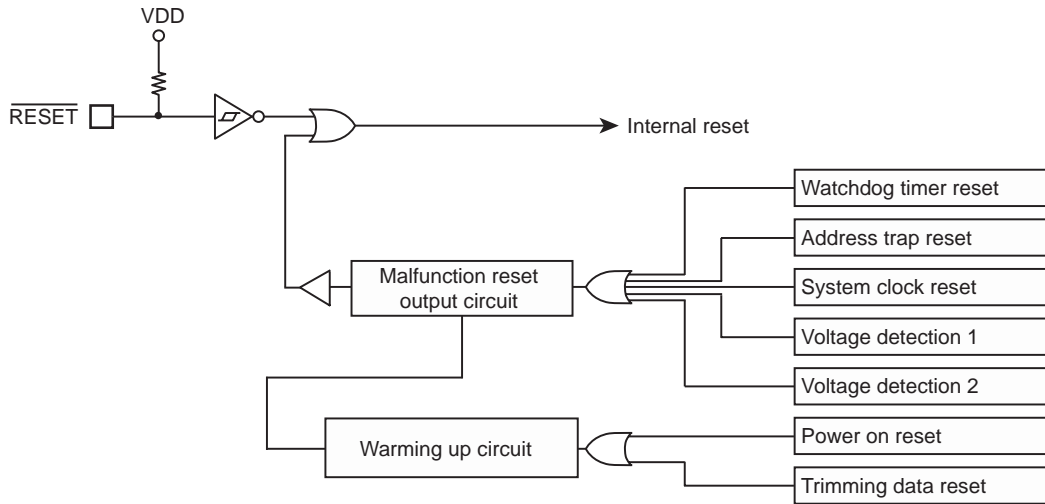 VDD
RESET
Internal reset
Watchdog timer reset
Address trap reset
System clock reset
Voltage detection 1
Voltage detection 2
Malfunction reset
output circuit
Warming up circuit
Power on reset
Trimming data reset